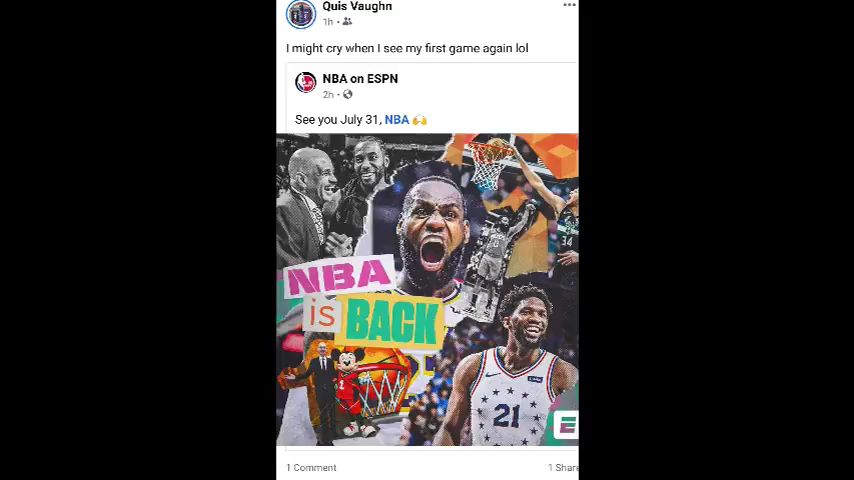 Quis Vaughn
1h ·
I might cry when I see my first game again lol
NBA on ESPN
2h ·
See you July 31, NBA 🙌
34
NBA
is BACK
21
E
1 Comment
1 Share